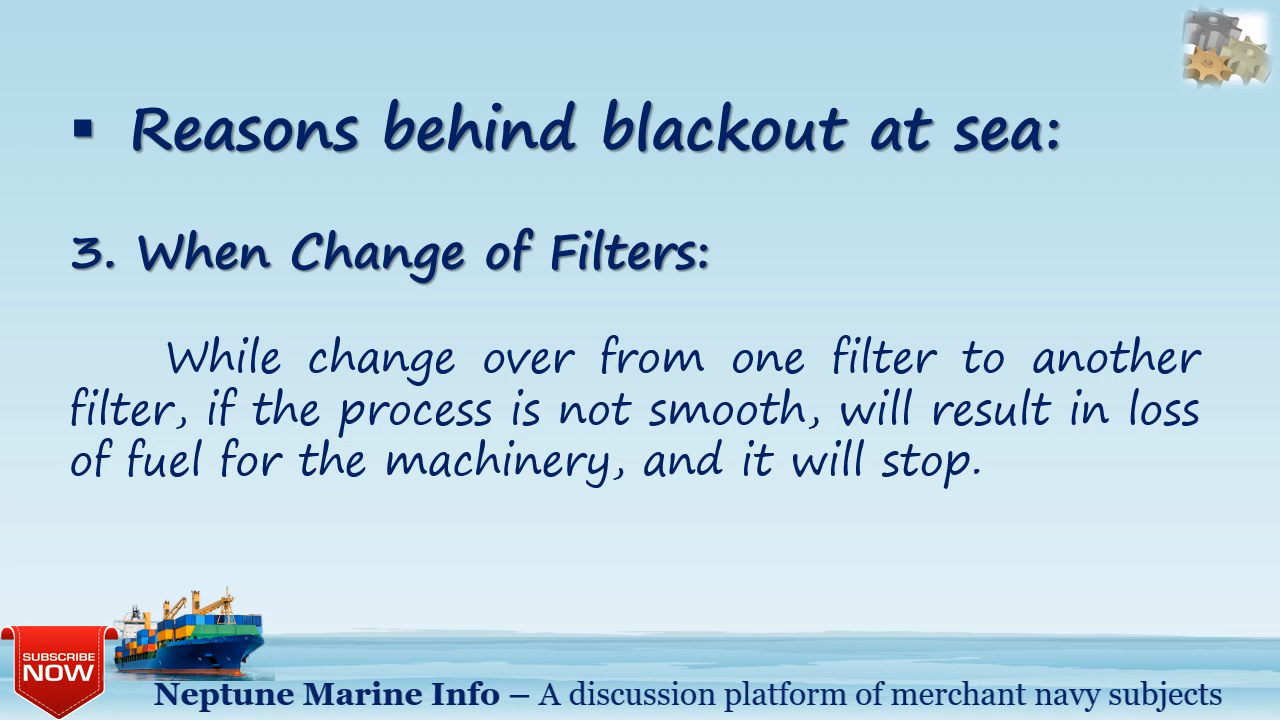 ▪ Reasons behind blackout at sea:
3. When Change of Filters:
While change over from one filter to another
filter, if the process is not smooth, will result in loss
of fuel for the machinery, and it will stop.
SUBSCRIBE
NOW
Neptune Marine Info – A discussion platform of merchant navy subjects